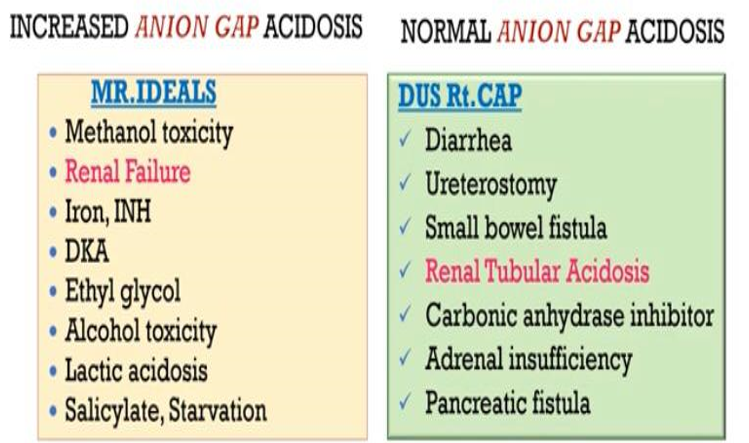 INCREASED ANION GAP ACIDOSIS
MR.IDEALS
• Methanol toxicity
• Renal Failure
• Iron, INH
• DKA
• Ethyl glycol
• Alcohol toxicity
• Lactic acidosis
• Salicylate, Starvation
NORMAL ANION GAP ACIDOSIS
DUS Rt.CAP
✓ Diarrhea
✓ Ureterostomy
✓ Small bowel fistula
✓ Renal Tubular Acidosis
✓ Carbonic anhydrase inhibitor
✓ Adrenal insufficiency
✓ Pancreatic fistula